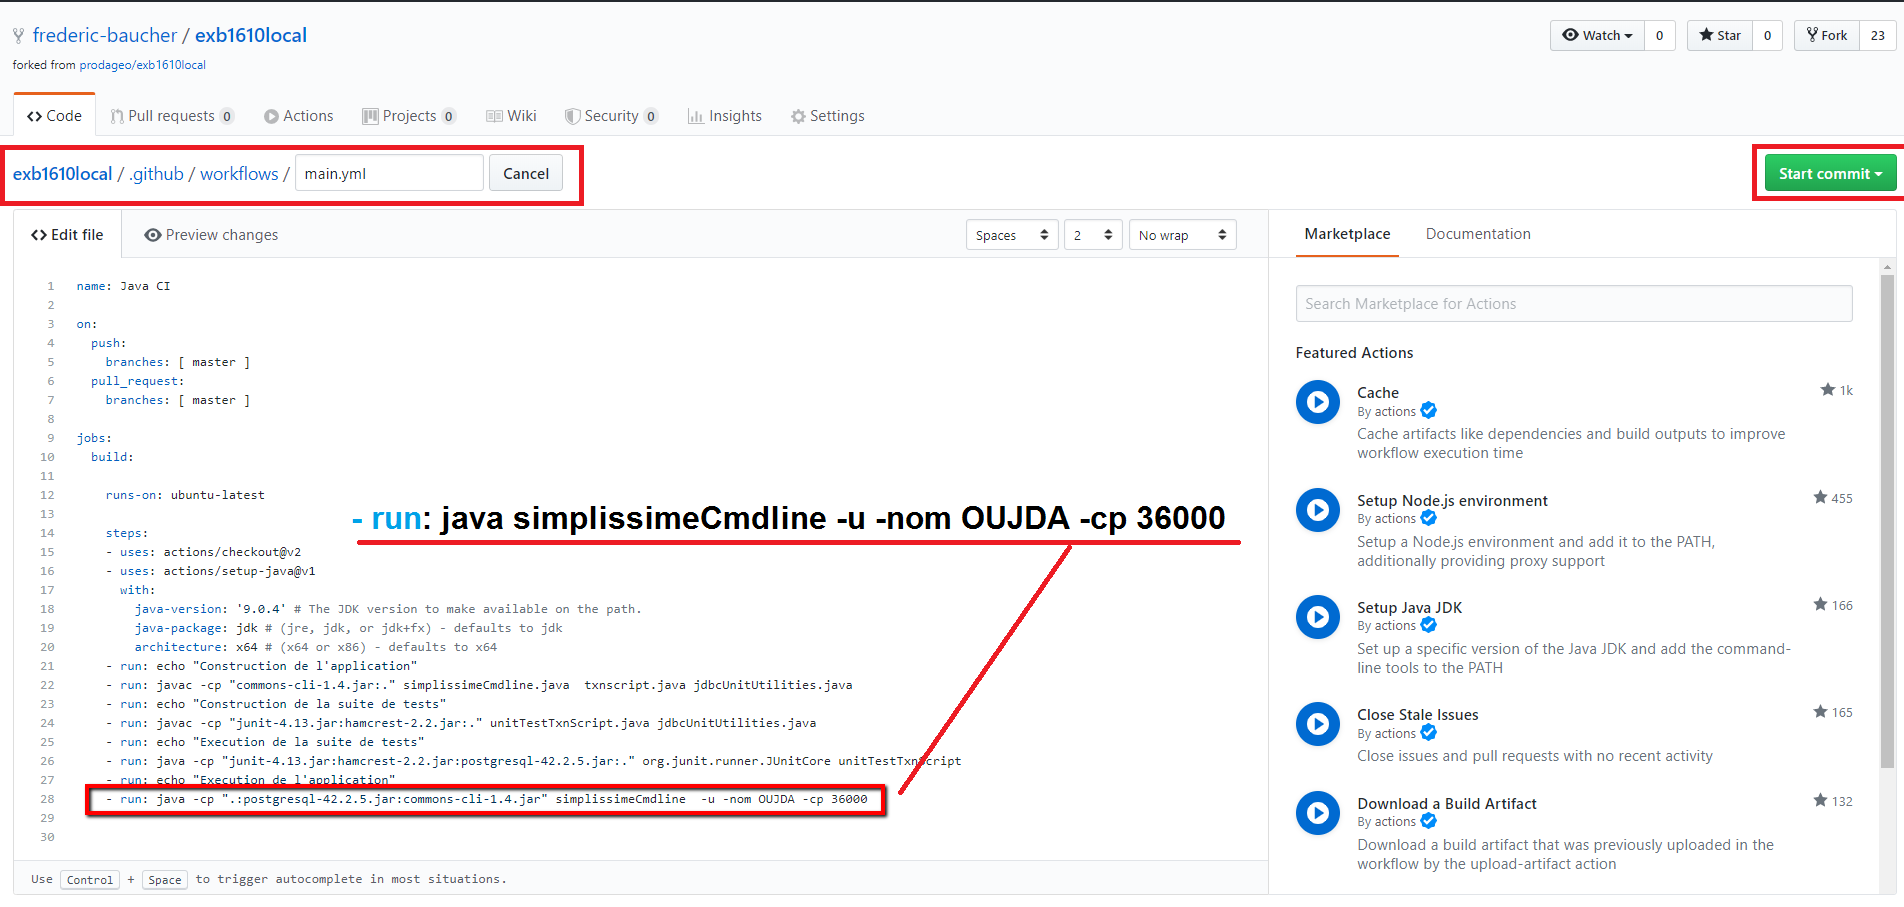 frederic-baucher / exb1610local
Watch 0 Star 0 Fork 23
forked from prodageo/exb1610local
Code Pull requests 0 Actions Projects 0 Wiki Security 0 Insights Settings
exb1610local / .github / workflows / main.yml Cancel
Start commit
Edit file Preview changes
Spaces 2 No wrap
1 name: Java CI
2
3 on:
4 push:
5 branches: [ master ]
6 pull_request:
7 branches: [ master ]
8
9 jobs:
10 build:
11
12 runs-on: ubuntu-latest
13
14 steps:
15 - uses: actions/checkout@v2
16 - uses: actions/setup-java@v1
17 with:
18 java-version: '9.0.4' # The JDK version to make available on the path.
19 java-package: jdk # (jre, jdk, or jdk+fx) - defaults to jdk
20 architecture: x64 # (x64 or x86) - defaults to x64
21 - run: echo "Construction de l'application"
22 - run: javac -cp "commons-cli-1.4.jar:." simplissimeCmdline.java  txnscript.java jdbcUnitUtilities.java
23 - run: echo "Construction de la suite de tests"
24 - run: javac -cp "junit-4.13.jar:hamcrest-2.2.jar:." unitTestTxnScript.java jdbcUnitUtilities.java
25 - run: echo "Execution de la suite de tests"
26 - run: java -cp "junit-4.13.jar:hamcrest-2.2.jar:postgresql-42.2.5.jar:." org.junit.runner.JUnitCore unitTestTxnScript
27 - run: echo "Execution de l'application"
28 - run: java -cp ".:postgresql-42.2.5.jar:commons-cli-1.4.jar" simplissimeCmdline  -u -nom OUJDA -cp 36000
29
30
- run: java simplissimeCmdline -u -nom OUJDA -cp 36000
Use Control + Space to trigger autocomplete in most situations.
Marketplace Documentation
Search Marketplace for Actions
Featured Actions
Cache 1k
By actions
Cache artifacts like dependencies and build outputs to improve
workflow execution time
Setup Node.js environment 455
By actions
Setup a Node.js environment and add it to the PATH,
additionally providing proxy support
Setup Java JDK 166
By actions
Set up a specific version of the Java JDK and add the command-
line tools to the PATH
Close Stale Issues 165
By actions
Close issues and pull requests with no recent activity
Download a Build Artifact 132
By actions
Download a build artifact that was previously uploaded in the
workflow by the upload-artifact action